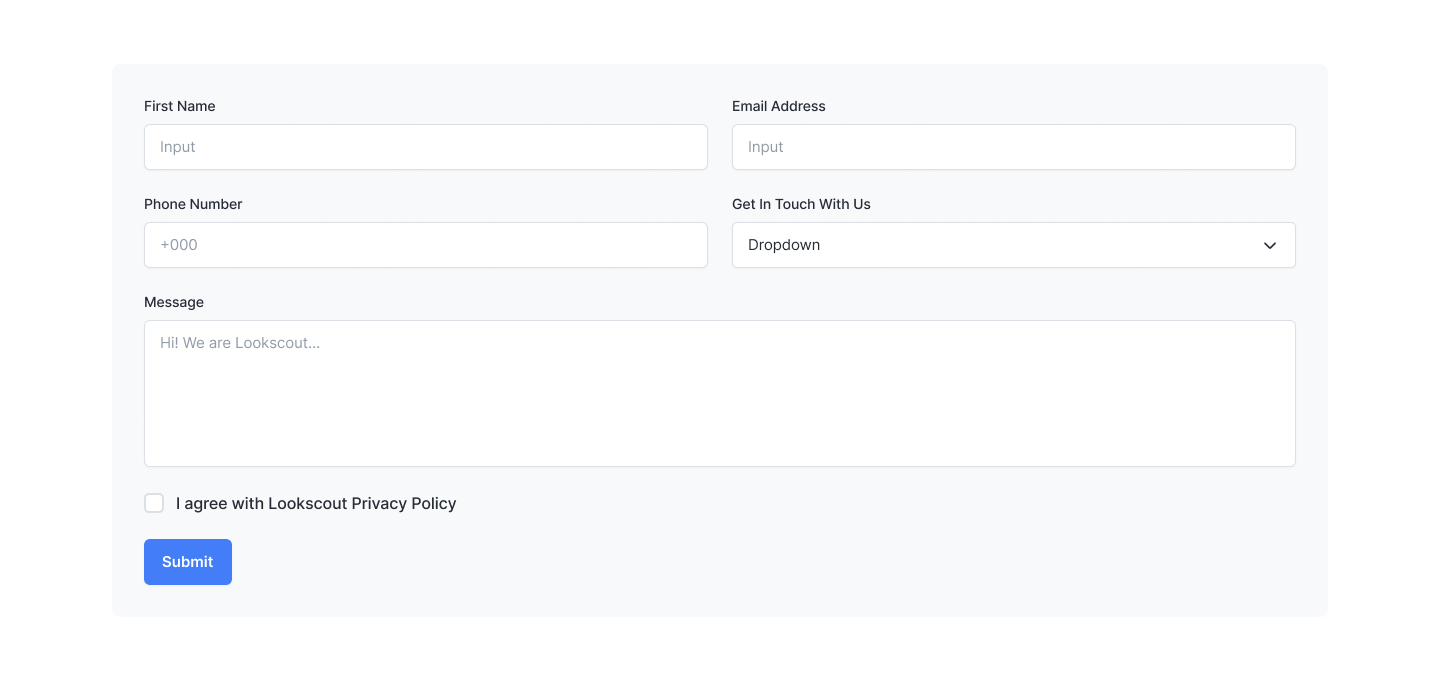 First Name
Email Address
Input
Input
Phone Number
Get In Touch With Us
+000
Dropdown
Message
Hi! We are Lookscout...
I agree with Lookscout Privacy Policy
Submit